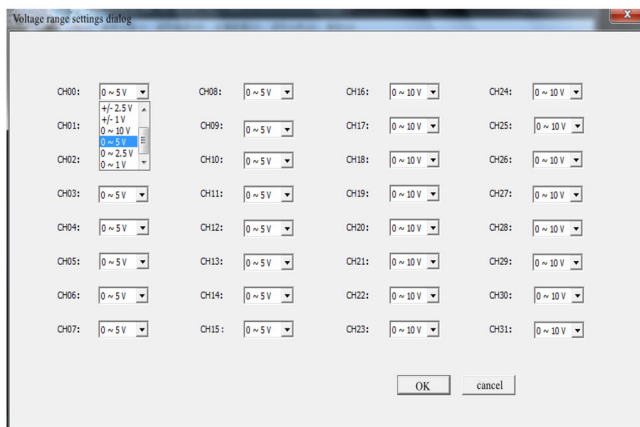 Voltage range settings dialog
CH00: 0 ~ 5 V CH08: 0 ~ 5 V CH16: 0 ~ 10 V CH24: 0 ~ 10 V
+/- 2.5 V
+/- 1 V
0 ~ 10 V
0 ~ 5 V
0 ~ 2.5 V
0 ~ 1 V
CH01: CH09: 0 ~ 5 V CH17: 0 ~ 10 V CH25: 0 ~ 10 V
CH02: CH10: 0 ~ 5 V CH18: 0 ~ 10 V CH26: 0 ~ 10 V
CH03: 0 ~ 5 V CH11: 0 ~ 5 V CH19: 0 ~ 10 V CH27: 0 ~ 10 V
CH04: 0 ~ 5 V CH12: 0 ~ 5 V CH20: 0 ~ 10 V CH28: 0 ~ 10 V
CH05: 0 ~ 5 V CH13: 0 ~ 5 V CH21: 0 ~ 10 V CH29: 0 ~ 10 V
CH06: 0 ~ 5 V CH14: 0 ~ 5 V CH22: 0 ~ 10 V CH30: 0 ~ 10 V
CH07: 0 ~ 5 V CH15: 0 ~ 5 V CH23: 0 ~ 10 V CH31: 0 ~ 10 V
OK cancel